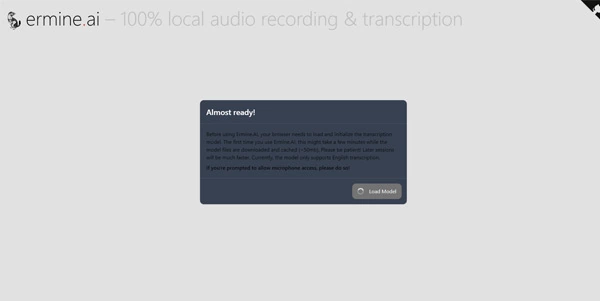 ermine.ai – 100% local audio recording & transcription
Almost ready!
Before using Ermine.AI, your browser needs to load and initialize the transcription
model. The first time you use Ermine.AI, this might take a few minutes while the
model files are downloaded and cached Please be patient! Later sessions
will be much faster. Currently, the model only supports English transcription.
If you're prompted to allow microphone access, please do so!
Load Model